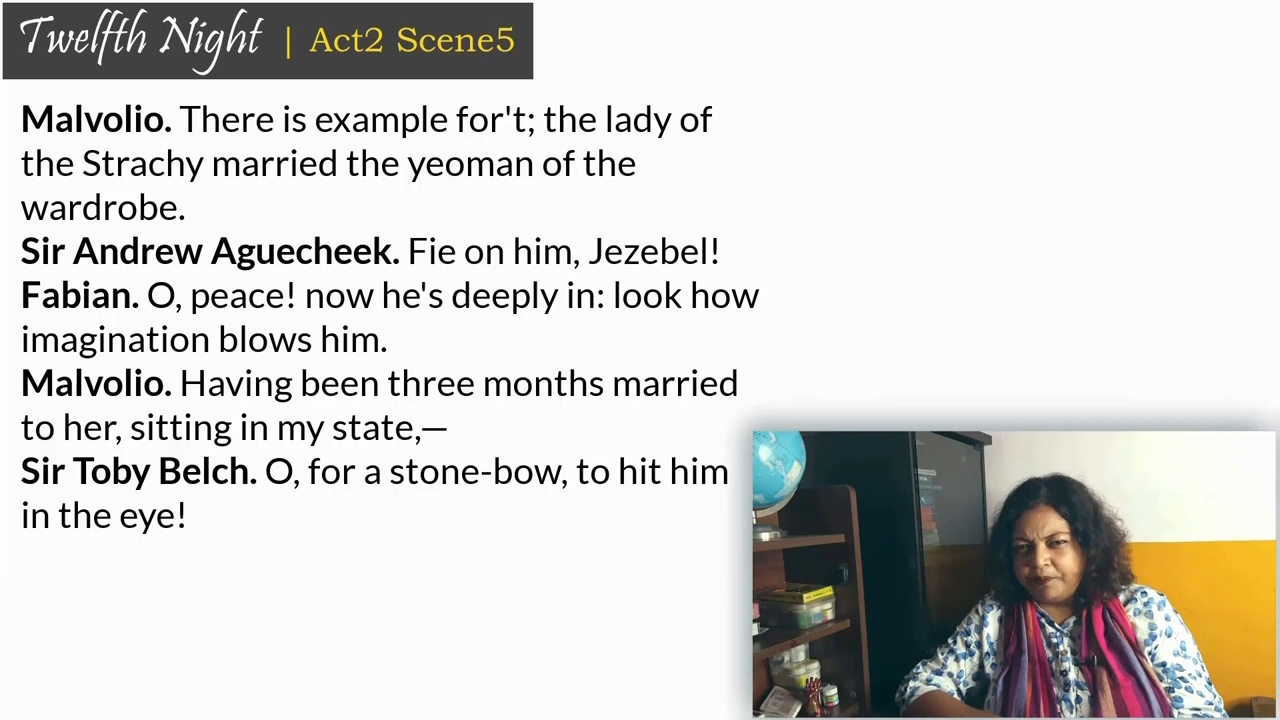 Twelfth Night | Act2 Scene5
Malvolio. There is example for't; the lady of
the Strachy married the yeoman of the
wardrobe.
Sir Andrew Aguecheek. Fie on him, Jezebel!
Fabian. O, peace! now he's deeply in: look how
imagination blows him.
Malvolio. Having been three months married
to her, sitting in my state,—
Sir Toby Belch. O, for a stone-bow, to hit him
in the eye!